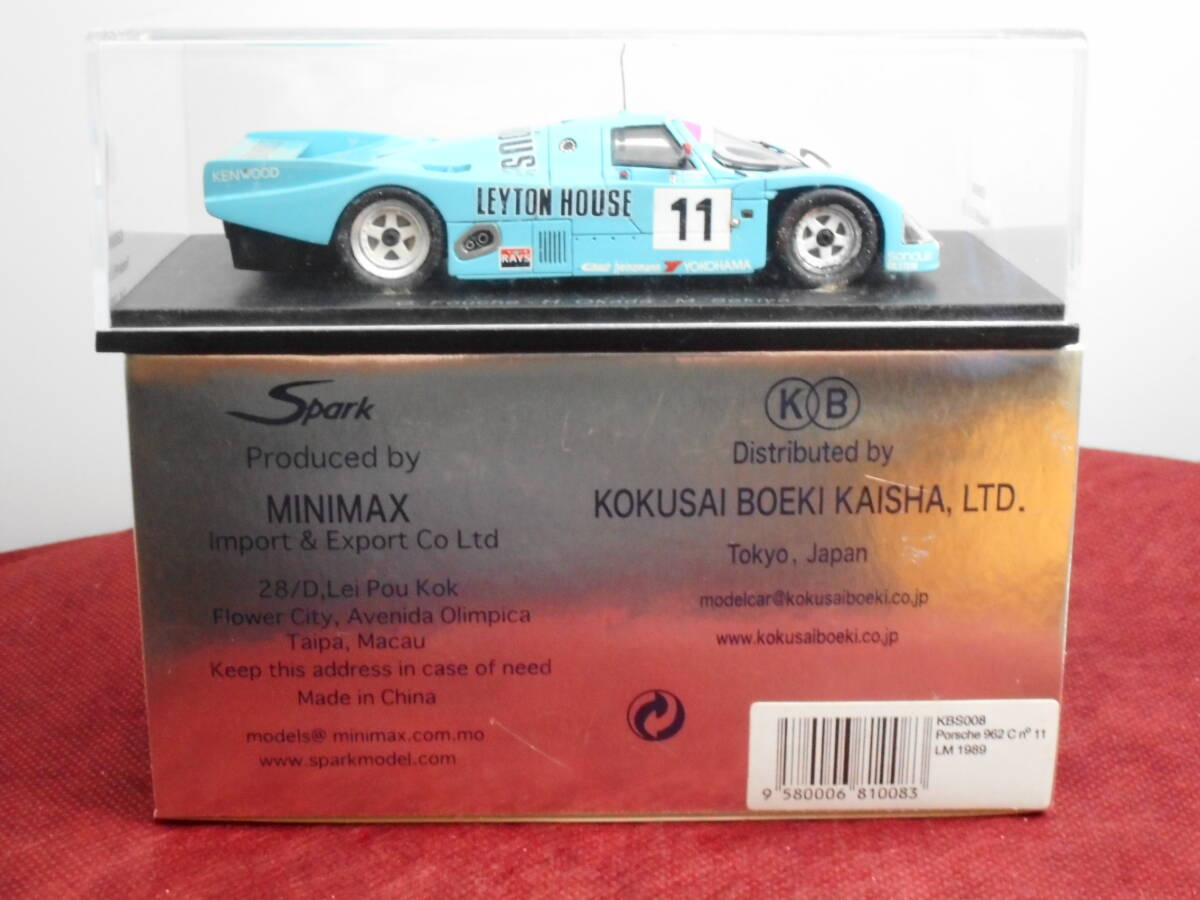 KENWOOD
LEYTON HOUSE
11
RAYS
YOKOHAMA
Spark
Produced by
MINIMAX
Import & Export Co Ltd
28/D,Lei Pou Kok
Flower City, Avenida Olimpica
Taipa, Macau
Keep this address in case of need
Made in China
models@ minimax.com.mo
www.sparkmodel.com
KB
Distributed by
KOKUSAI BOEKI KAISHA, LTD.
Tokyo, Japan
modelcar@kokusaiboeki.co.jp
www.kokusaiboeki.co.jp
KBS008
Porsche 962 C nº 11
LM 1989
9 580006 810083